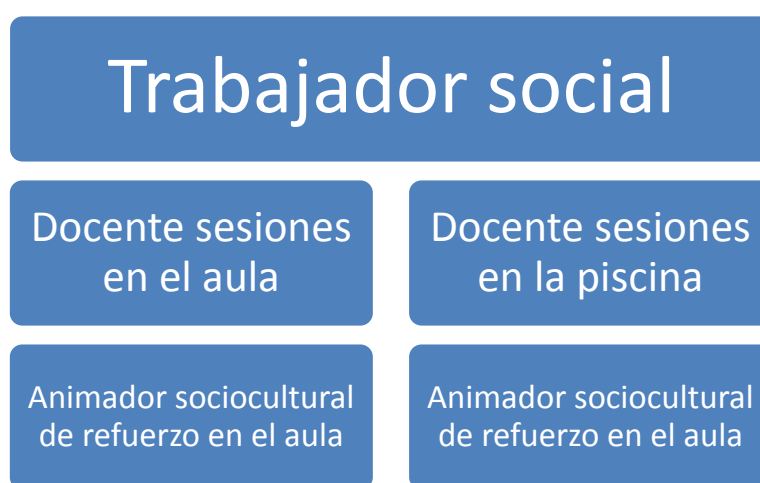 Trabajador social
Docente sesiones
en el aula
Docente sesiones
en la piscina
Animador sociocultural
de refuerzo en el aula
Animador sociocultural
de refuerzo en el aula